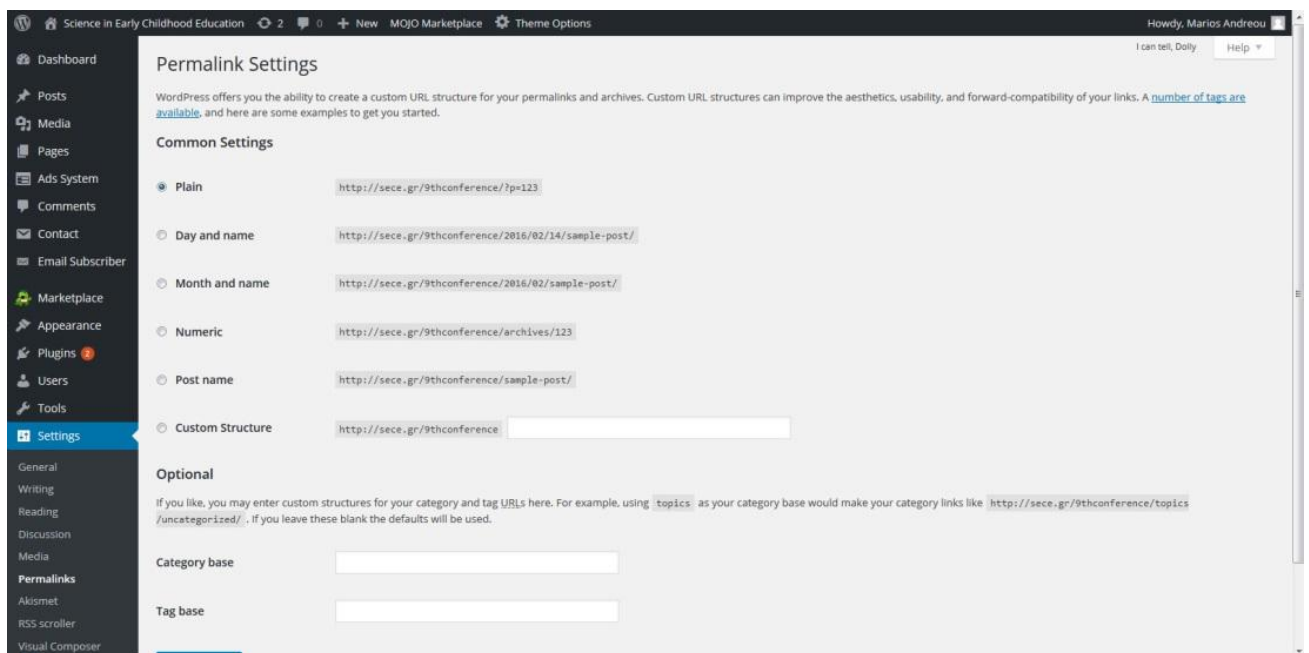 Science in Early Childhood Education 2 0 New MOJO Marketplace Theme Options Howdy, Marios Andreou
I can tell, Dolly Help
Dashboard
Posts
Media
Pages
Ads System
Comments
Contact
Email Subscriber
Marketplace
Appearance
Plugins 2
Users
Tools
Settings
General
Writing
Reading
Discussion
Media
Permalinks
Akismet
RSS scroller
Visual Composer
Permalink Settings
WordPress offers you the ability to create a custom URL structure for your permalinks and archives. Custom URL structures can improve the aesthetics, usability, and forward-compatibility of your links. A number of tags are
available, and here are some examples to get you started.
Common Settings
Plain http://sece.gr/9thconference/?p=123
Day and name http://sece.gr/9thconference/2016/02/14/sample-post/
Month and name http://sece.gr/9thconference/2016/02/sample-post/
Numeric http://sece.gr/9thconference/archives/123
Post name http://sece.gr/9thconference/sample-post/
Custom Structure http://sece.gr/9thconference
Optional
If you like, you may enter custom structures for your category and tag URLs here. For example, using topics as your category base would make your category links like http://sece.gr/9thconference/topics
/uncategorized/ . If you leave these blank the defaults will be used.
Category base
Tag base